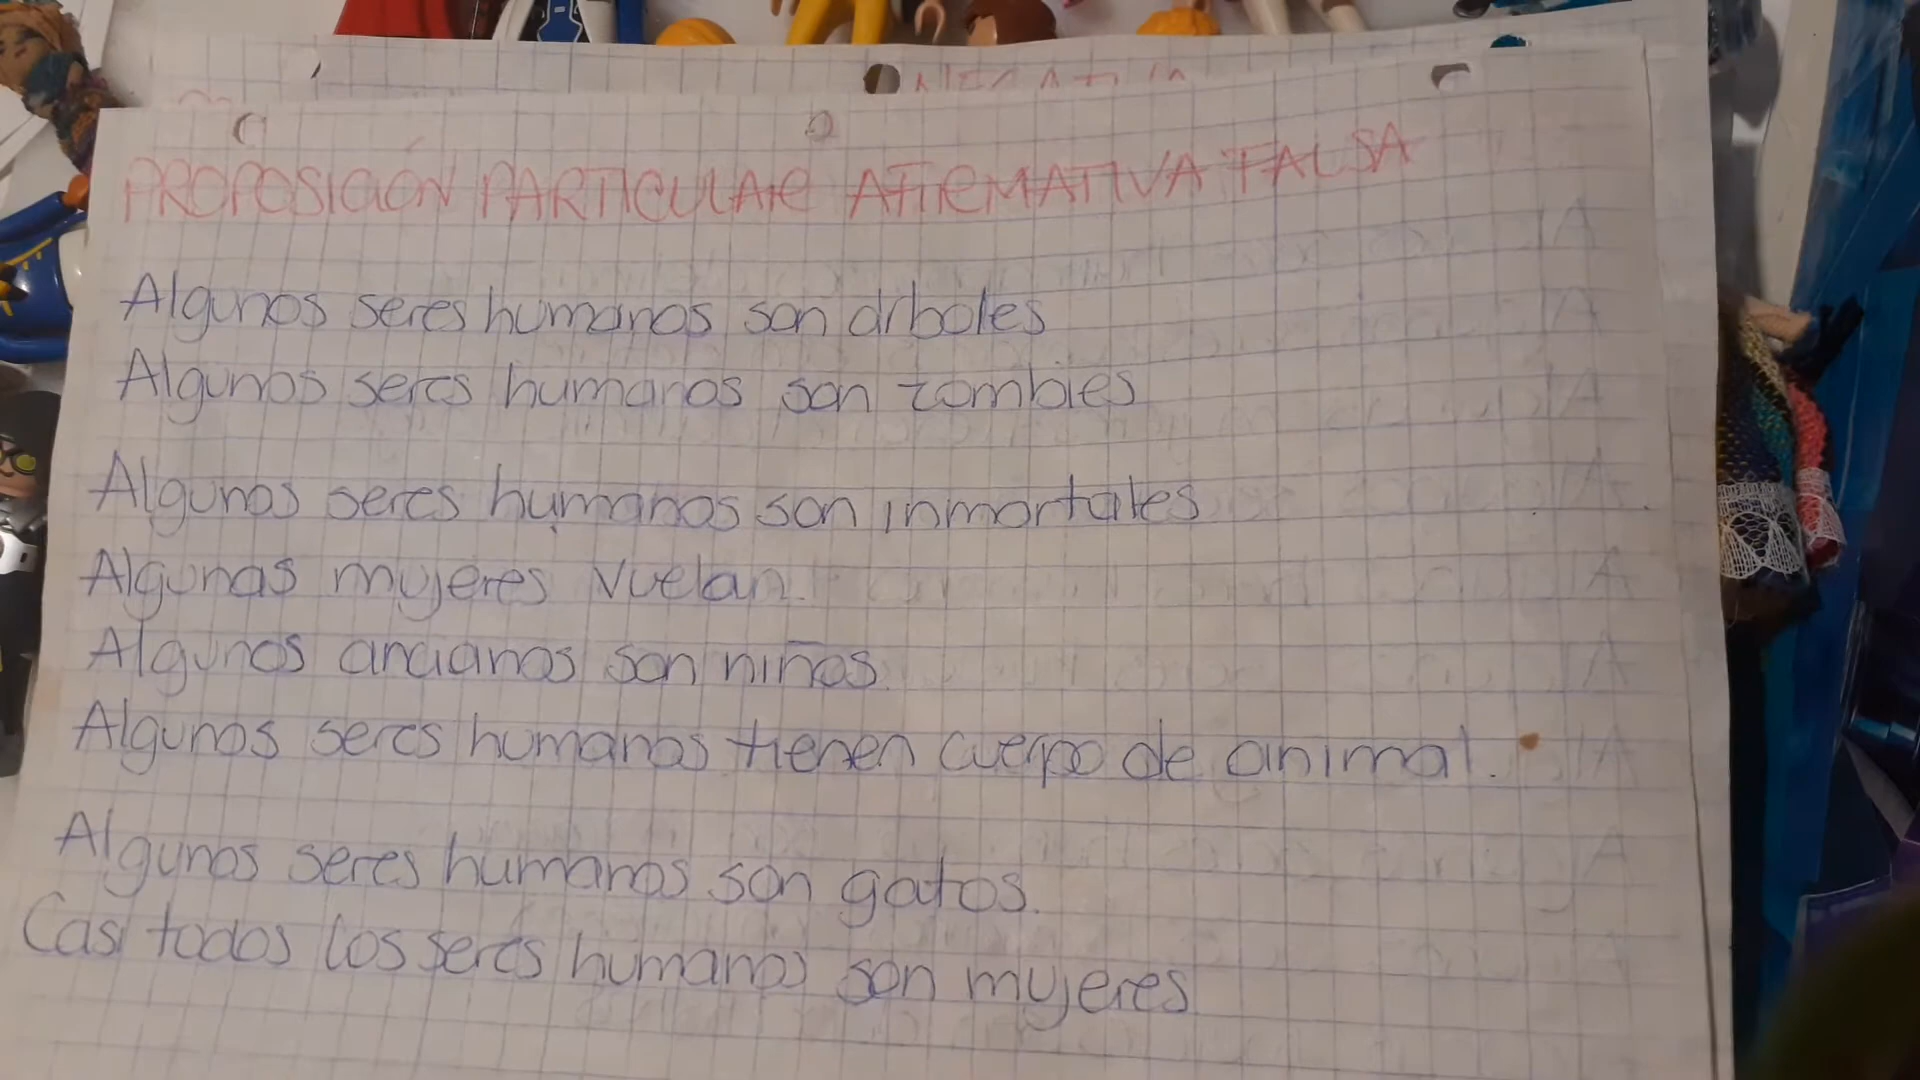 PROPOSICIÓN PARTICULAR AFIRMATIVA FALSA
Algunos seres humanos son árboles
Algunos seres humanos son zombies
Algunos seres humanos son inmortales
Algunas mujeres vuelan.
Algunos ancianos son niños.
Algunos seres humanos tienen cuerpo de animal.
Algunos seres humanos son gatos.
Casi todos los seres humanos son mujeres